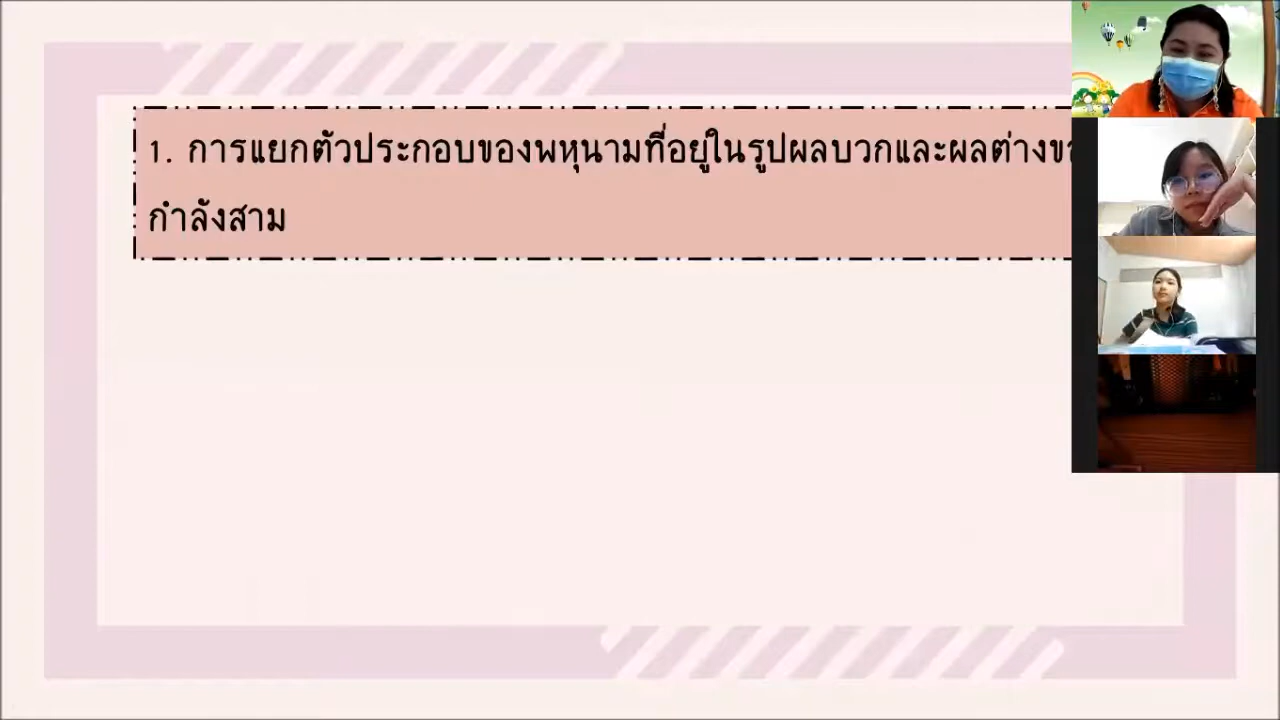 1. การแยกตัวประกอบของพหุนามที่อยู่ในรูปผลบวกและผลต่าง
กำลังสาม